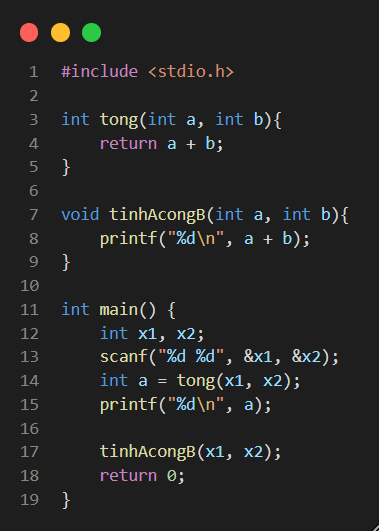 1 #include <stdio.h>
2
3 int tong(int a, int b){
4     return a + b;
5 }
6
7 void tinhAcongB(int a, int b){
8     printf("%d\n", a + b);
9 }
10
11 int main() {
12     int x1, x2;
13     scanf("%d %d", &x1, &x2);
14     int a = tong(x1, x2);
15     printf("%d\n", a);
16
17     tinhAcongB(x1, x2);
18     return 0;
19 }